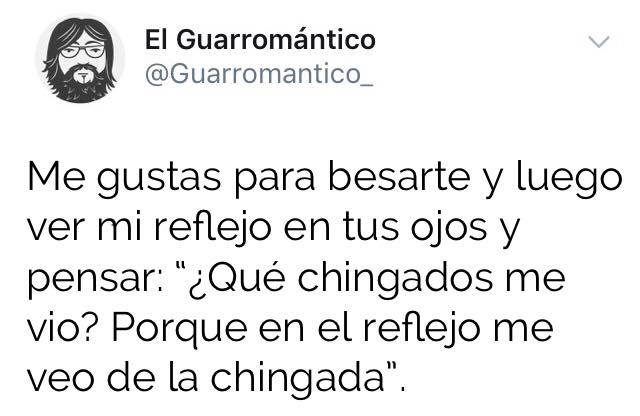 El Guarromántico
@Guarromantico_
Me gustas para besarte y luego
ver mi reflejo en tus ojos y
pensar: "¿Qué chingados me
vio? Porque en el reflejo me
veo de la chingada".